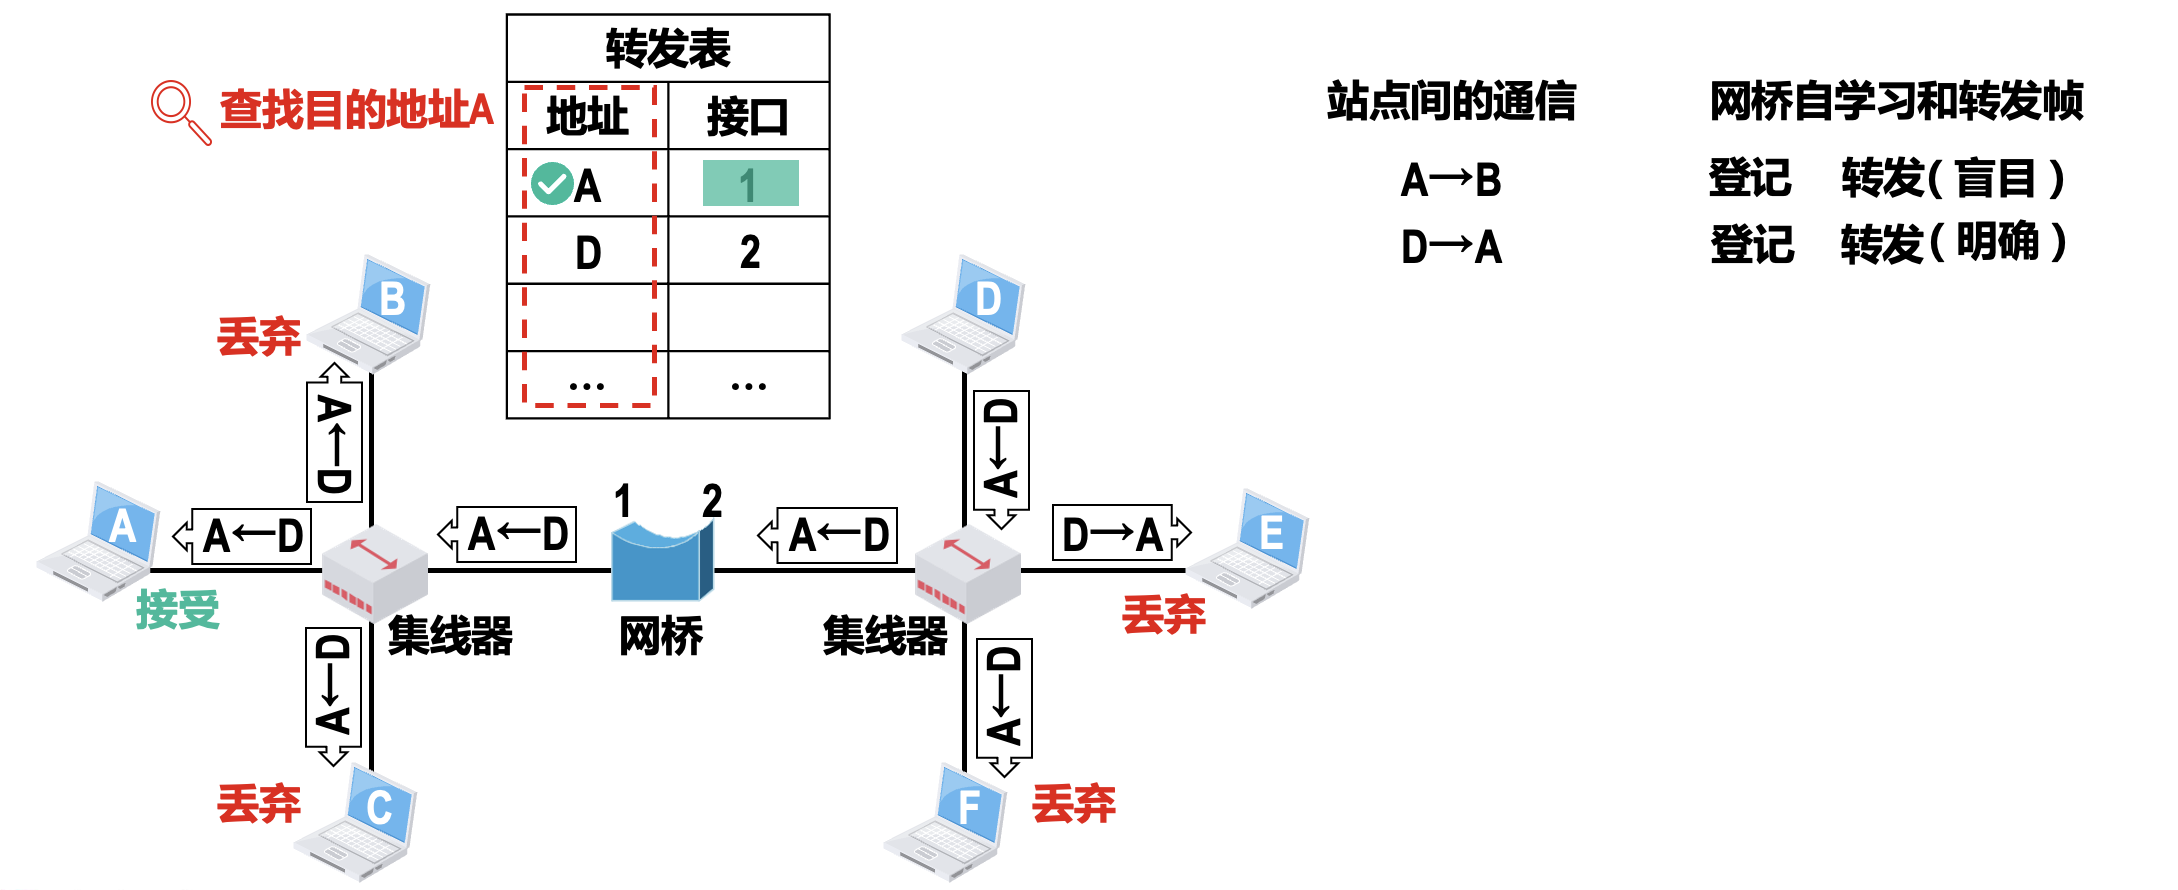 转发表
查找目的地址A
地址 接口
A 1
D 2
… …
站点间的通信 网桥自学习和转发帧
A→B 登记 转发(盲目)
D→A 登记 转发(明确)
B
丢弃
D
A←D
A←D
A
A←D
接受
A←D
1 2
A←D
D→A
E
丢弃
集线器
网桥
集线器
A←D
A←D
丢弃
C
F
丢弃